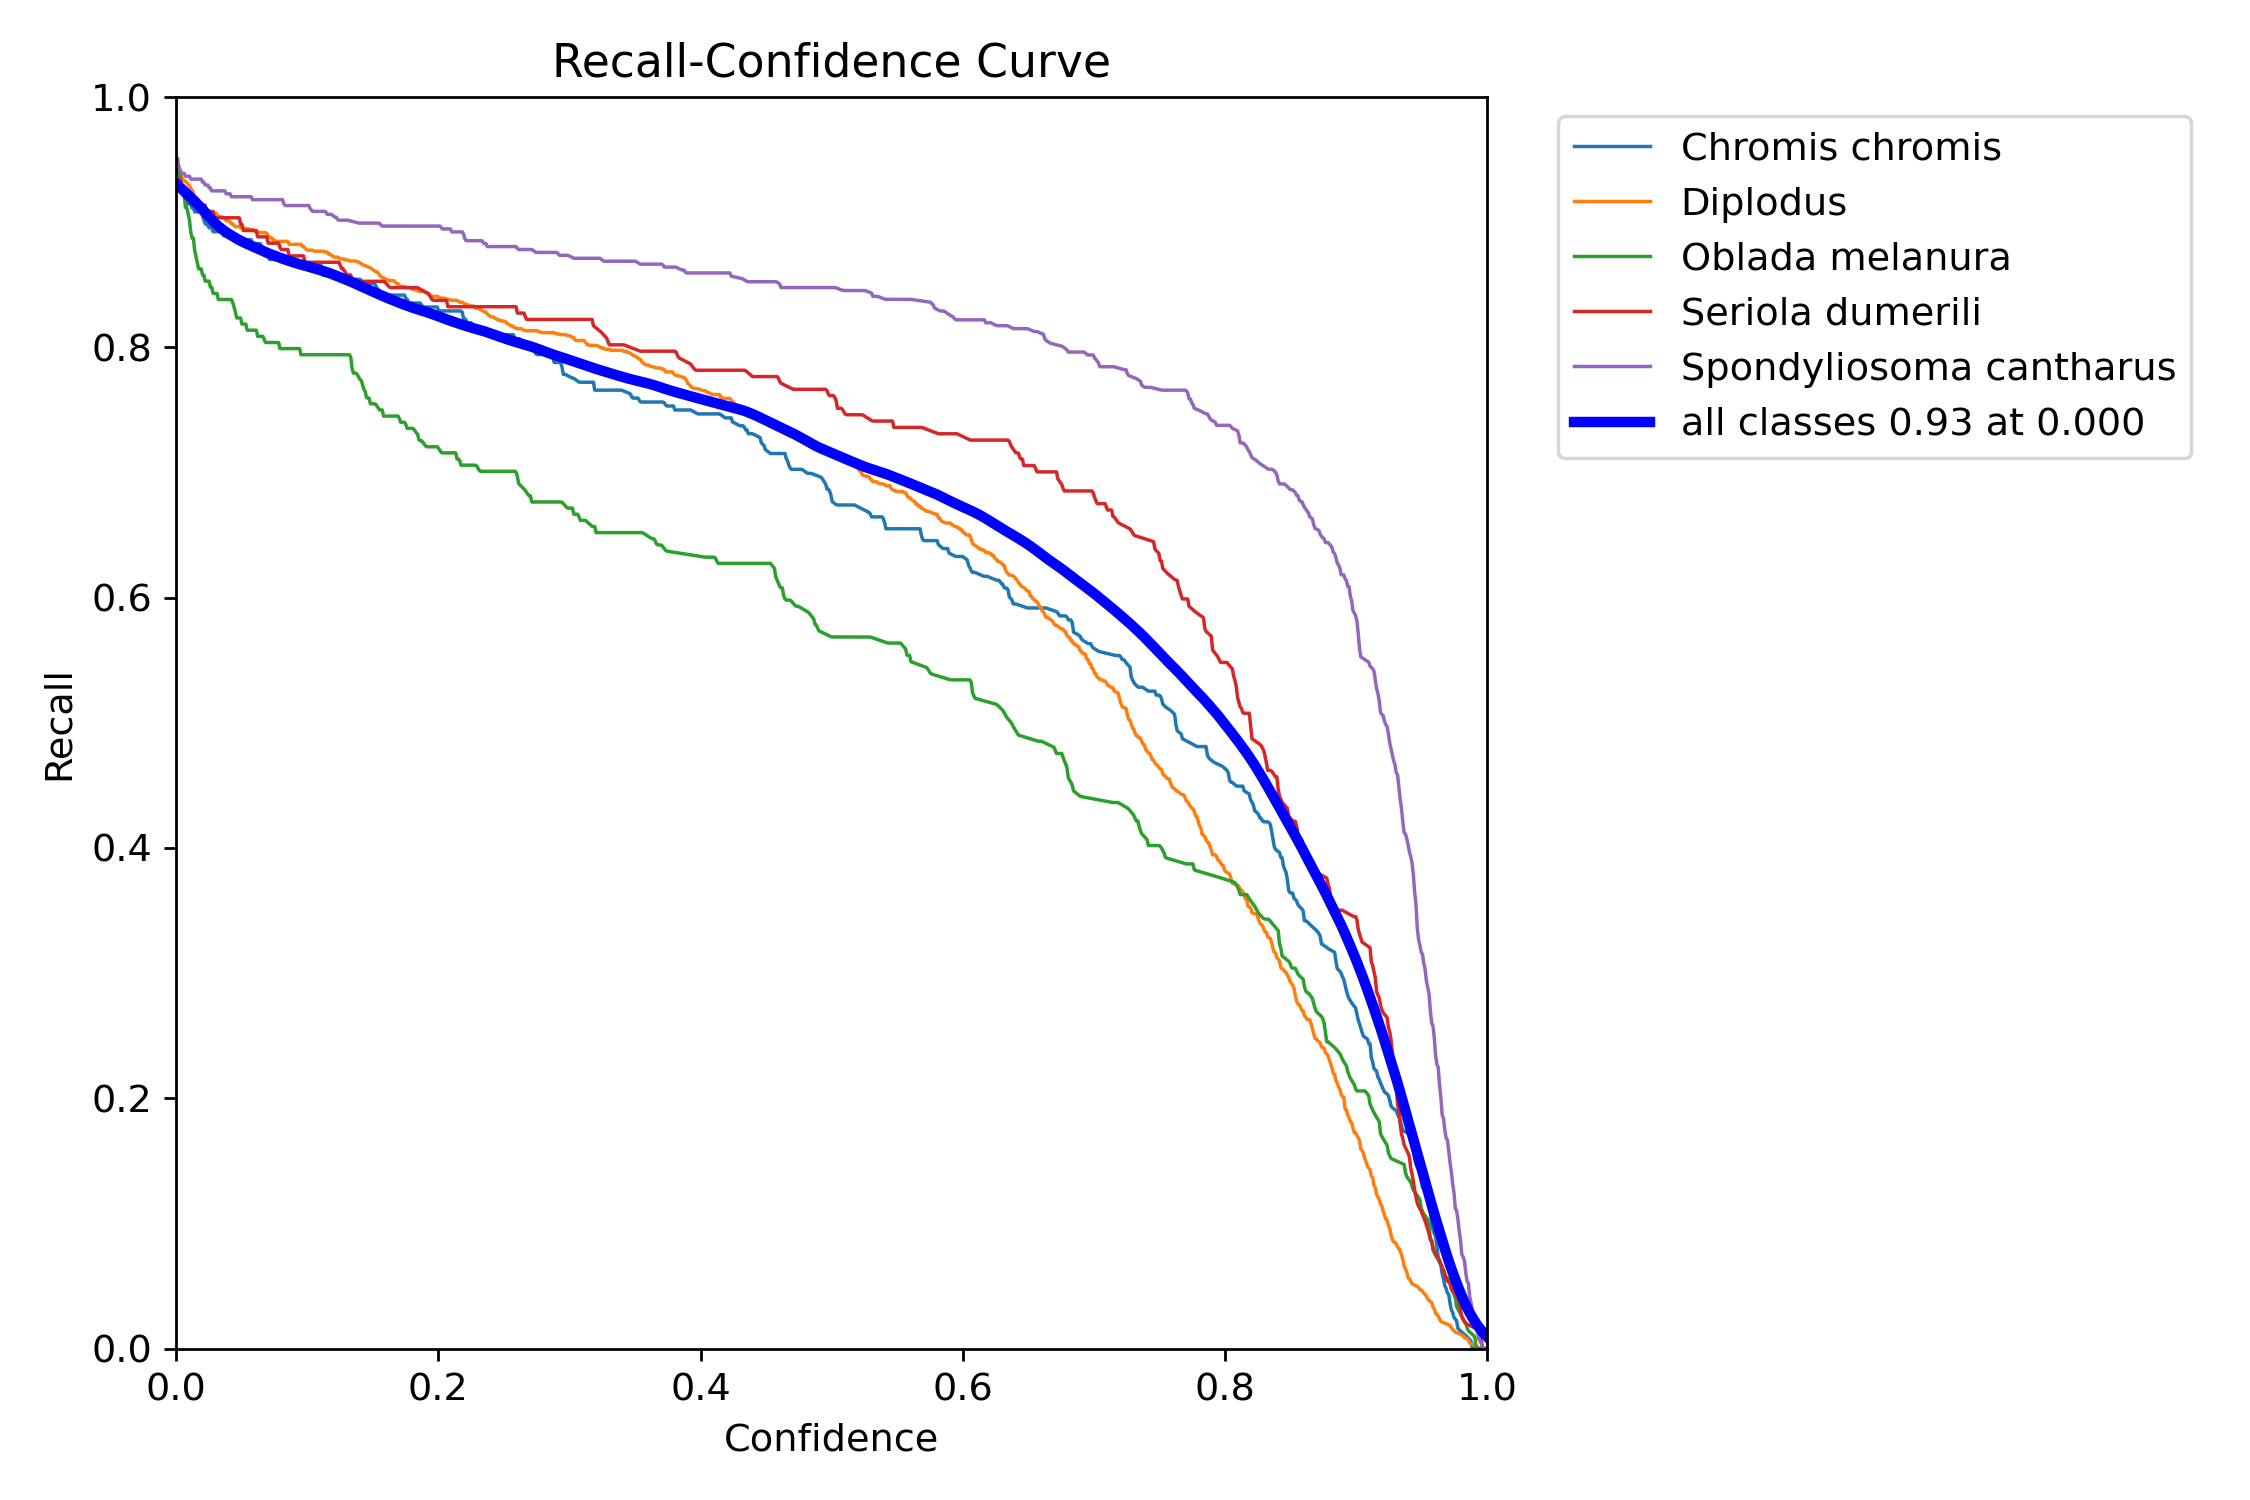 Recall-Confidence Curve
1.0
0.8
0.6
0.4
0.2
0.0
Recall
0.0 0.2 0.4 0.6 0.8 1.0
Confidence
Chromis chromis
Diplodus
Oblada melanura
Seriola dumerili
Spondyliosoma cantharus
all classes 0.93 at 0.000